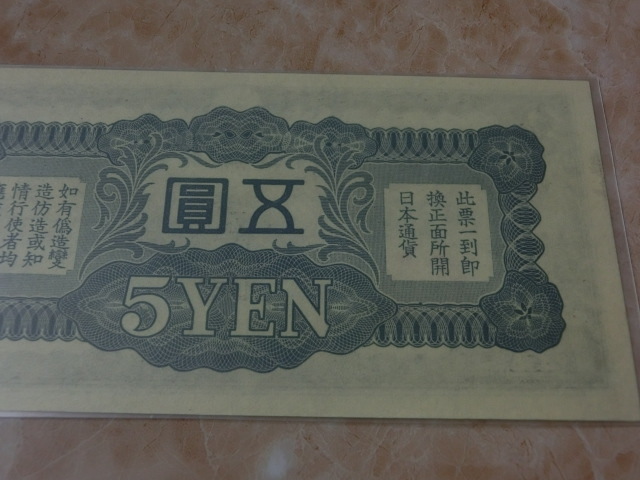 此票一到卽
換正面所開
日本通貨
五圓
5YEN
如有僞造變
造仿造或知
情行使者均